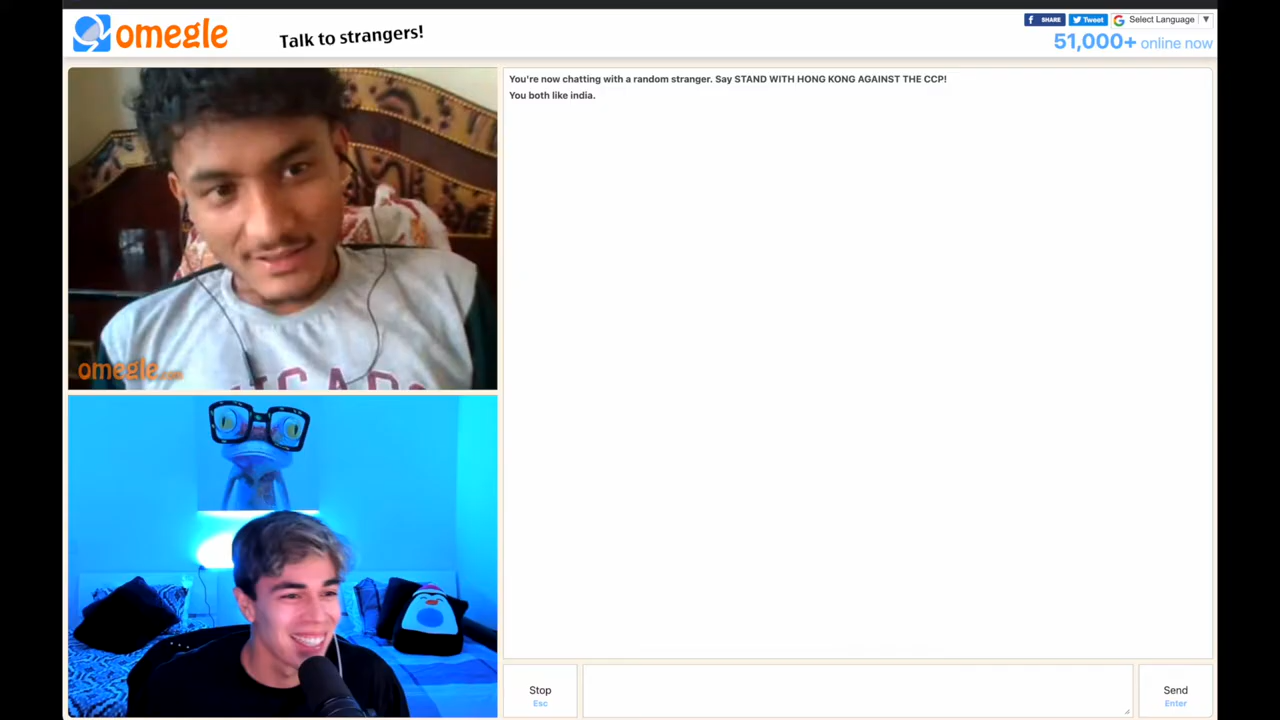 omegle
Talk to strangers!
SHARE
Tweet
Select Language
51,000+ online now
You're now chatting with a random stranger. Say STAND WITH HONG KONG AGAINST THE CCP!
You both like india.
omegle.com
Stop
Esc
Send
Enter